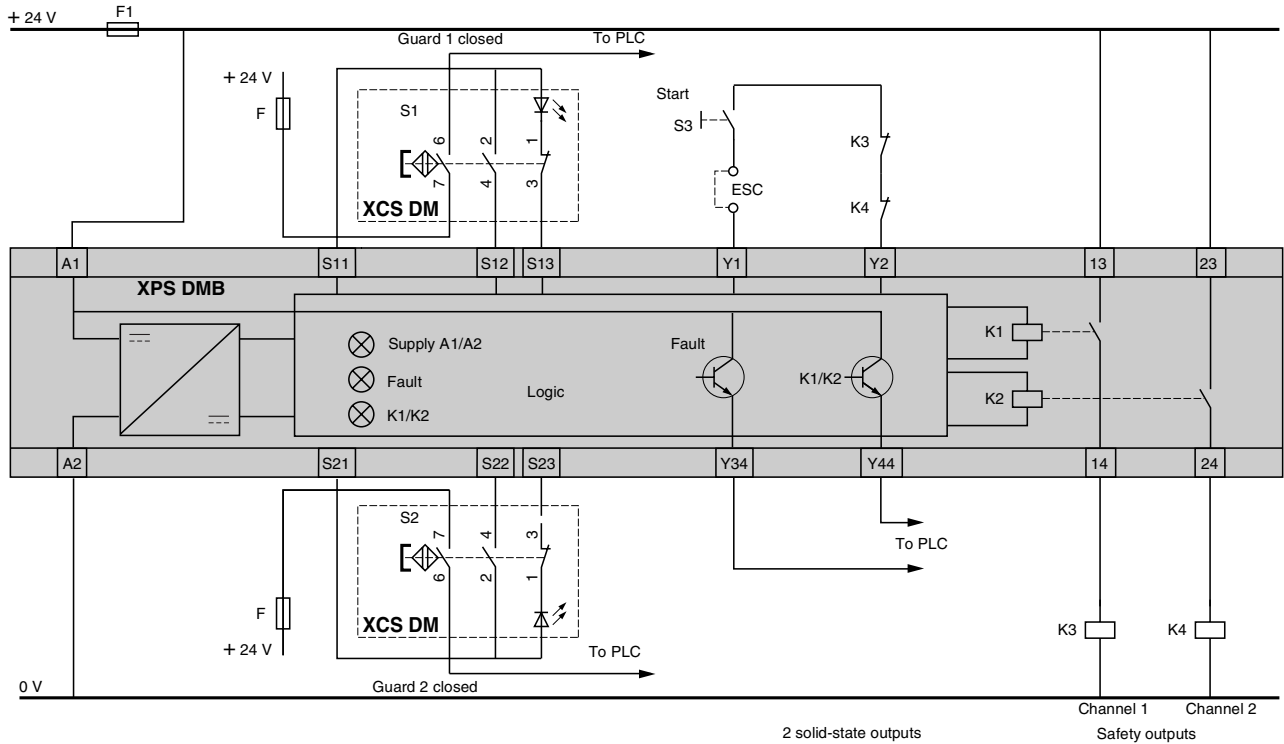 + 24 V
F1
Guard 1 closed
To PLC
+ 24 V
F
S1
6
2
1
7
4
3
XCS DM
Start
S3
ESC
K3
K4
A1
S11
S12
S13
Y1
Y2
13
23
XPS DMB
Supply A1/A2
Fault
K1/K2
Logic
Fault
K1/K2
K1
K2
A2
S21
S22
S23
Y34
Y44
14
24
S2
7
4
3
6
2
1
XCS DM
F
+ 24 V
To PLC
To PLC
K3
K4
0 V
Guard 2 closed
Channel 1
Channel 2
2 solid-state outputs
Safety outputs